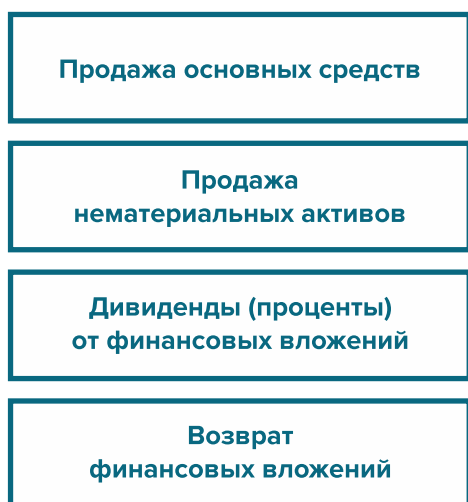 Продажа основных средств
Продажа
нематериальных активов
Дивиденды (проценты)
от финансовых вложений
Возврат
финансовых вложений